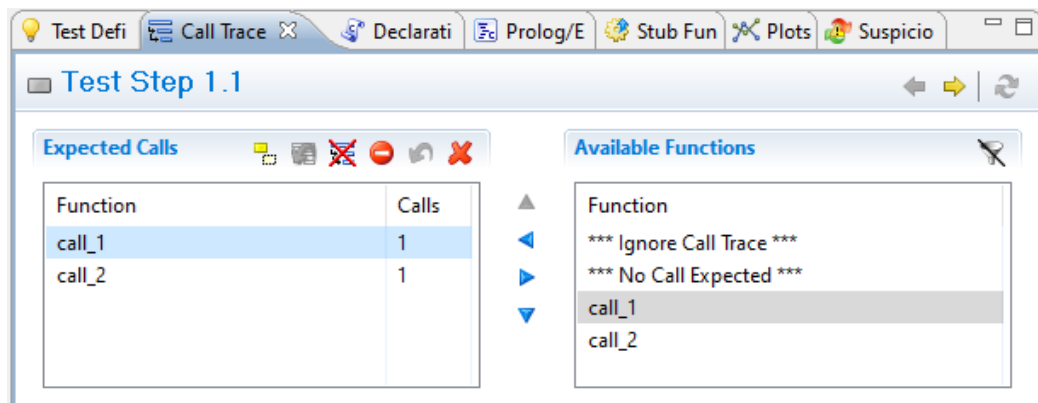 Test Defi Call Trace Declarati Prolog/E Stub Fun Plots Suspicio
Test Step 1.1
Expected Calls Available Functions
Function Calls Function
call_1 1 *** Ignore Call Trace ***
call_2 1 *** No Call Expected ***
call_1
call_2